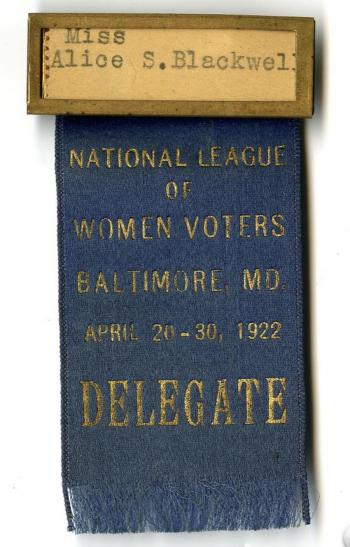 Miss
Alice S. Blackwell
NATIONAL LEAGUE
OF
WOMEN VOTERS
BALTIMORE, MD.
APRIL 20-30, 1922
DELEGATE